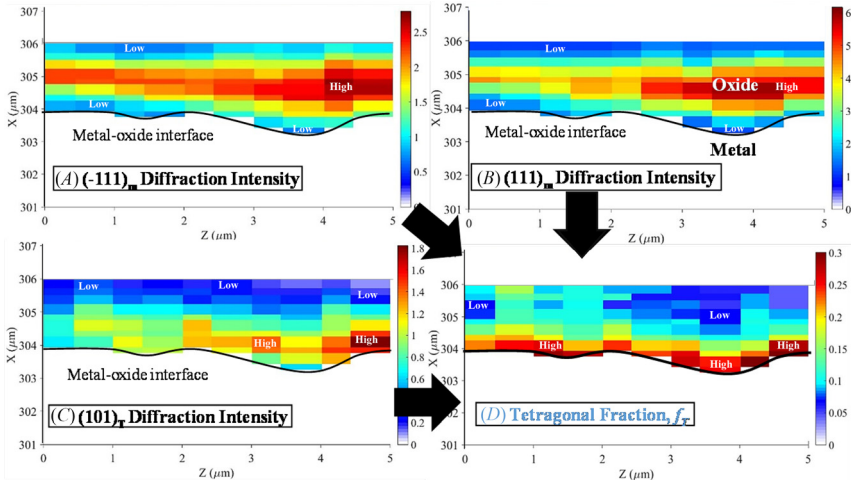 307
306
305
304
303
302
301
X (μm)
Low
High
Low
Low
Metal-oxide interface
(A) (-111)m Diffraction Intensity
0 1 2 3 4 5
Z (μm)
2.5
2
1.5
1
0.5
0
307
306
305
304
303
302
301
X (μm)
Low
Oxide
High
Low
Low
Metal-oxide interface
Metal
(B) (111)m Diffraction Intensity
0 1 2 3 4 5
Z (μm)
6
5
4
3
2
1
0
307
306
305
304
303
302
301
X (μm)
Low
Low
Low
High
High
Metal-oxide interface
(C) (101)T Diffraction Intensity
0 1 2 3 4 5
Z (μm)
1.8
1.6
1.4
1.2
1
0.8
0.6
0.4
0.2
0
307
306
305
304
303
302
301
X (μm)
Low
Low
High
High
High
(D) Tetragonal Fraction, fT
0 1 2 3 4 5
Z (μm)
0.3
0.25
0.2
0.15
0.1
0.05
0